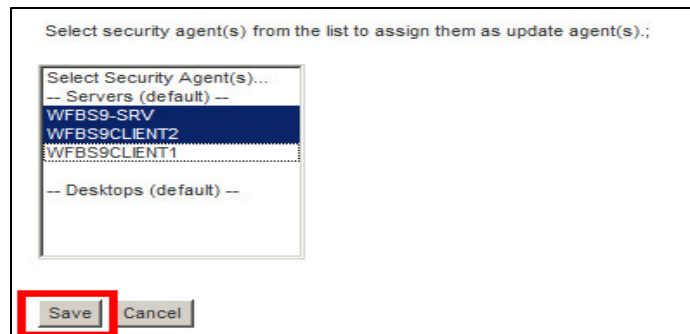 Select security agent(s) from the list to assign them as update agent(s).;
Select Security Agent(s)...
-- Servers (default) --
WFBS9-SRV
WFBS9CLIENT2
WFBS9CLIENT1
-- Desktops (default) --
Save Cancel